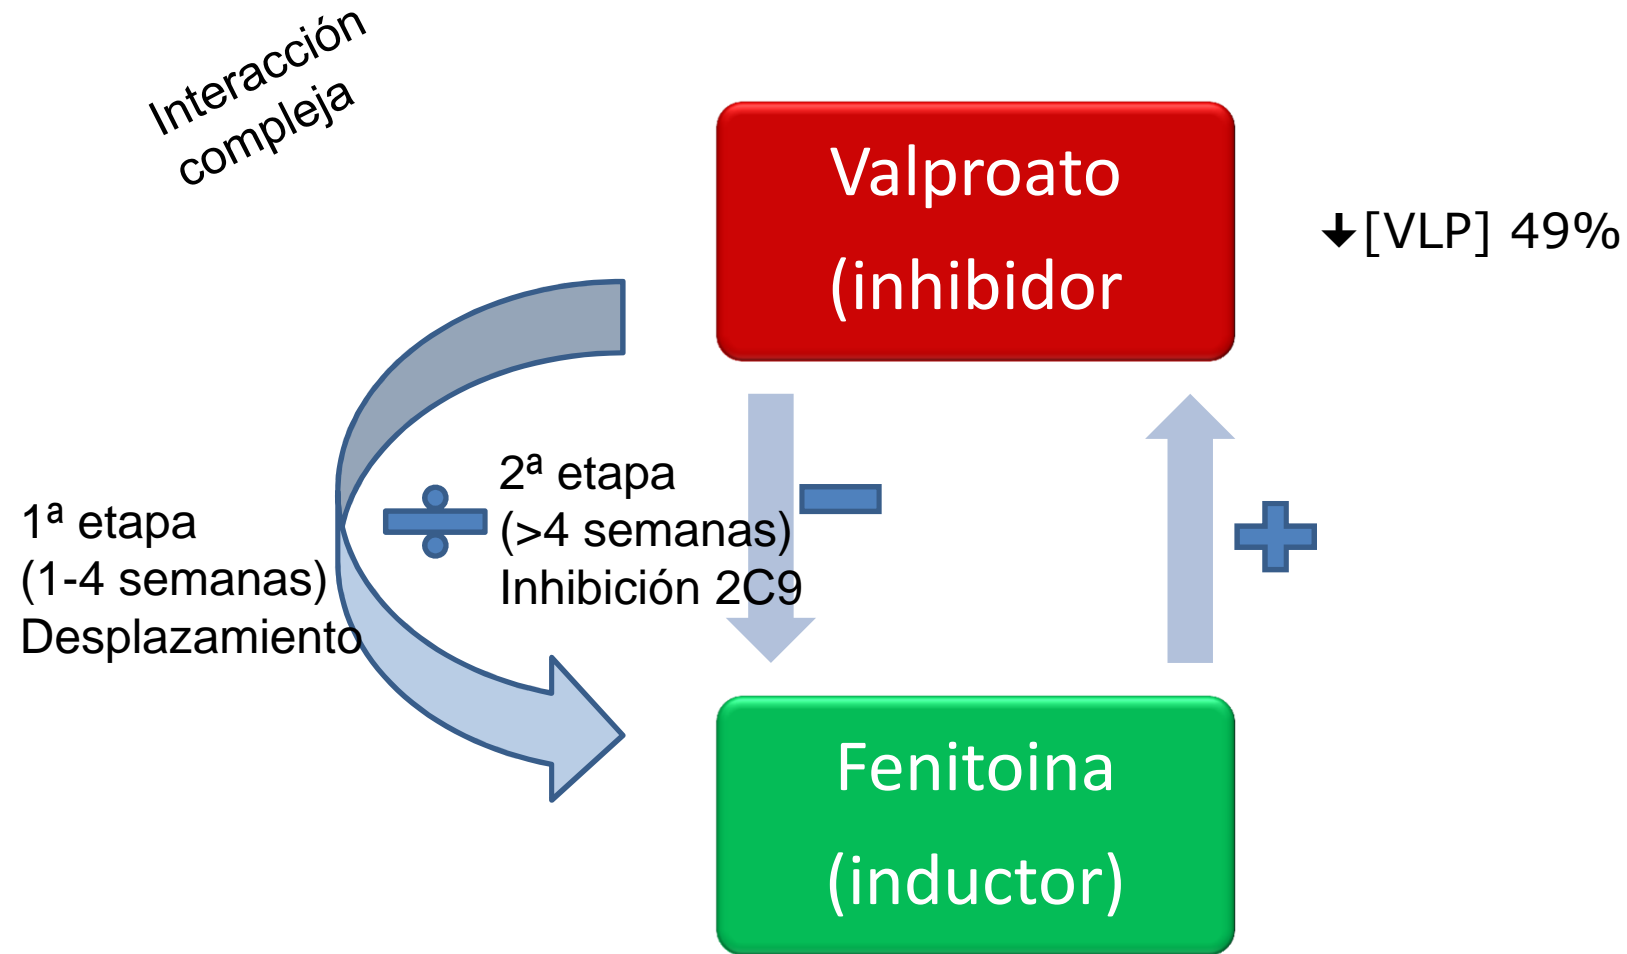 Interacción
compleja
Valproato
(inhibidor
↓[VLP] 49%
1ª etapa
(1-4 semanas)
Desplazamiento
2ª etapa
(>4 semanas)
Inhibición 2C9
Fenitoina
(inductor)